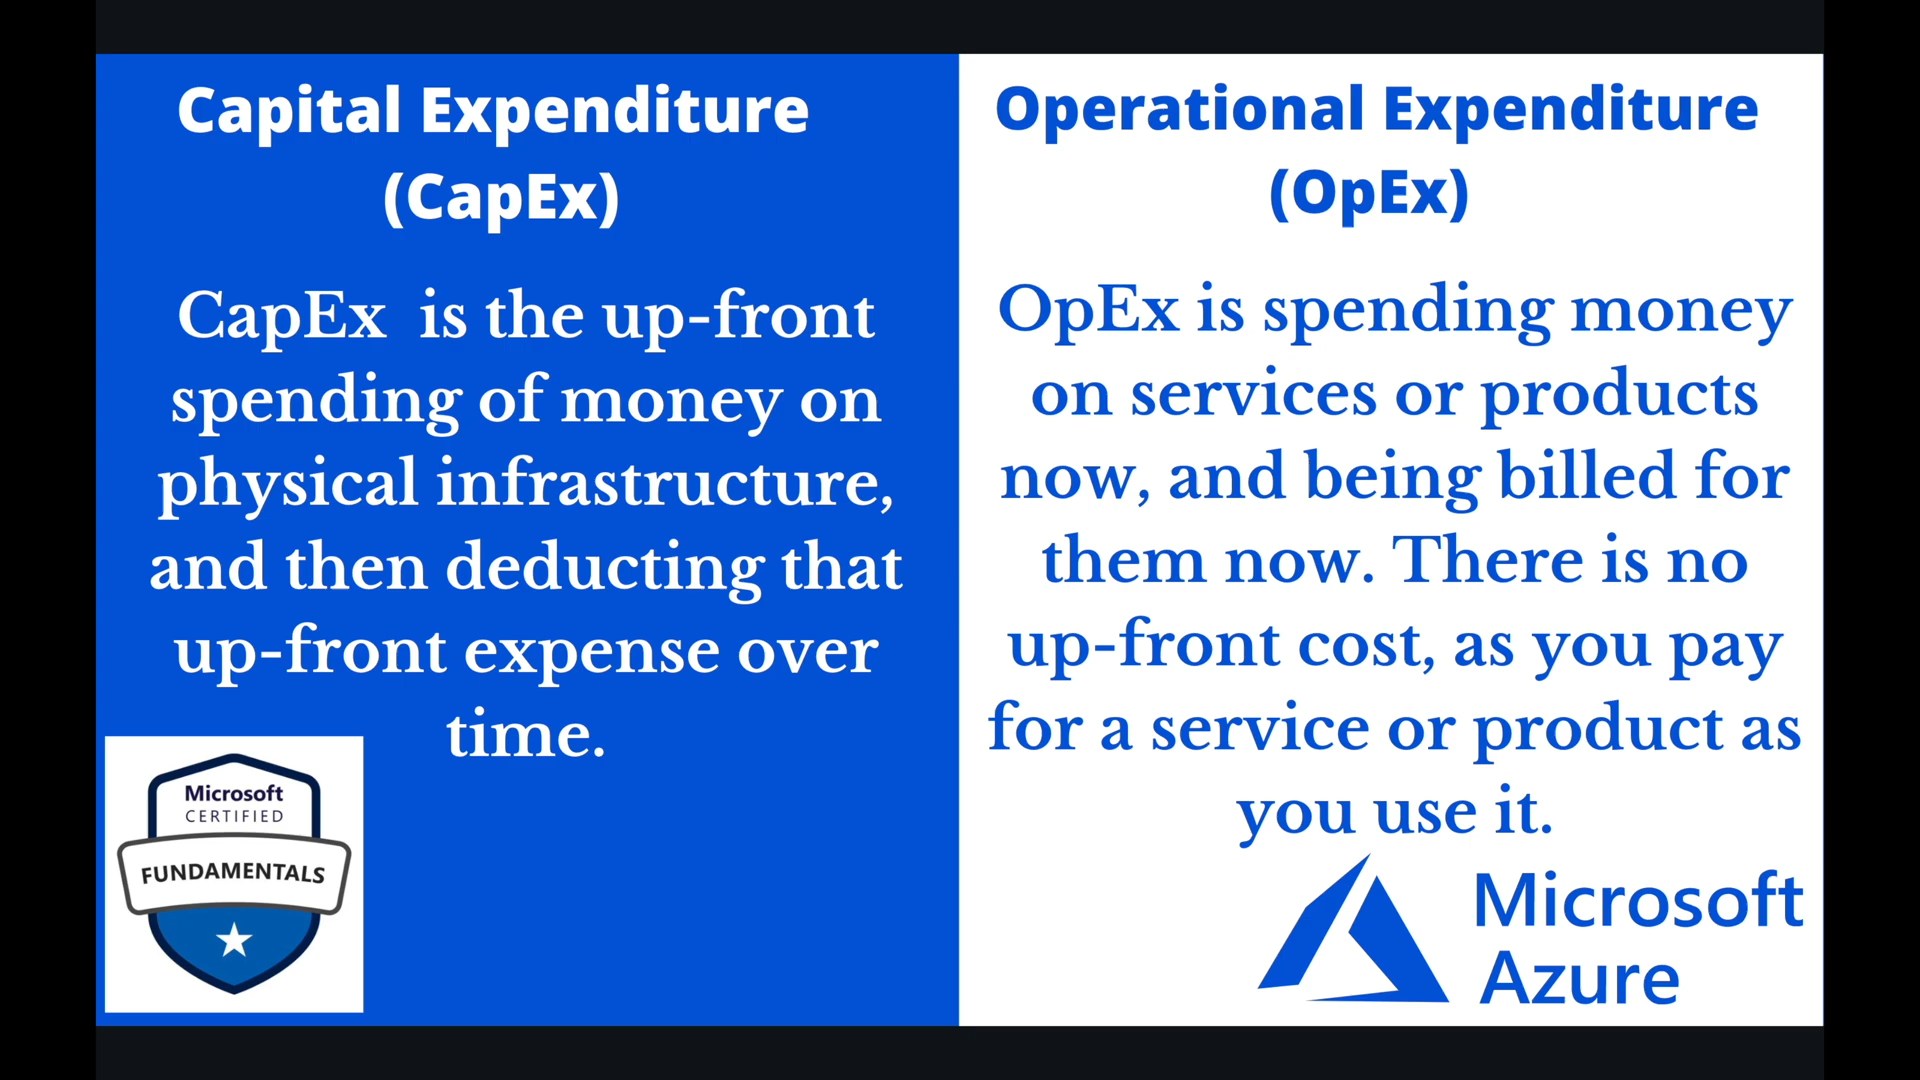 Capital Expenditure
(CapEx)
CapEx  is the up-front
spending of money on
physical infrastructure,
and then deducting that
up-front expense over
time.
Microsoft
CERTIFIED
FUNDAMENTALS
Operational Expenditure
(OpEx)
OpEx is spending money
on services or products
now, and being billed for
them now. There is no
up-front cost, as you pay
for a service or product as
you use it.
Microsoft
Azure